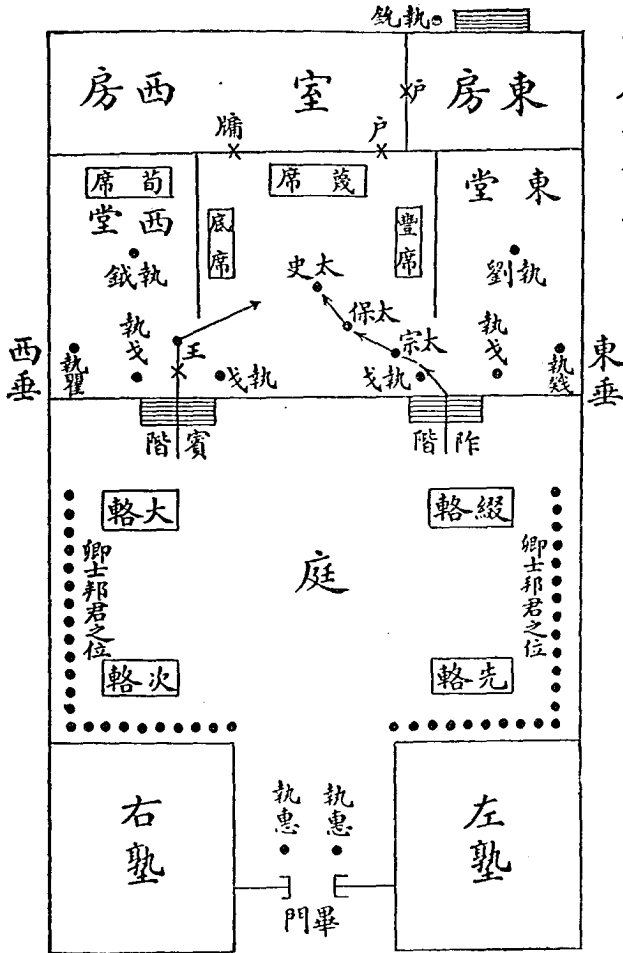 執鈗
東房
室
西房
户
户
牖
東堂
蔑席
荀席
西堂
豐席
底席
執劉
太史
執鉞
太保
執戈
執戈
太宗
王
東垂
西垂
執戣
執瞿
執戈
執戈
阼階
賓階
綴輅
大輅
卿士邦君之位
卿士邦君之位
庭
先輅
次輅
左塾
右塾
執惠
執惠
畢門